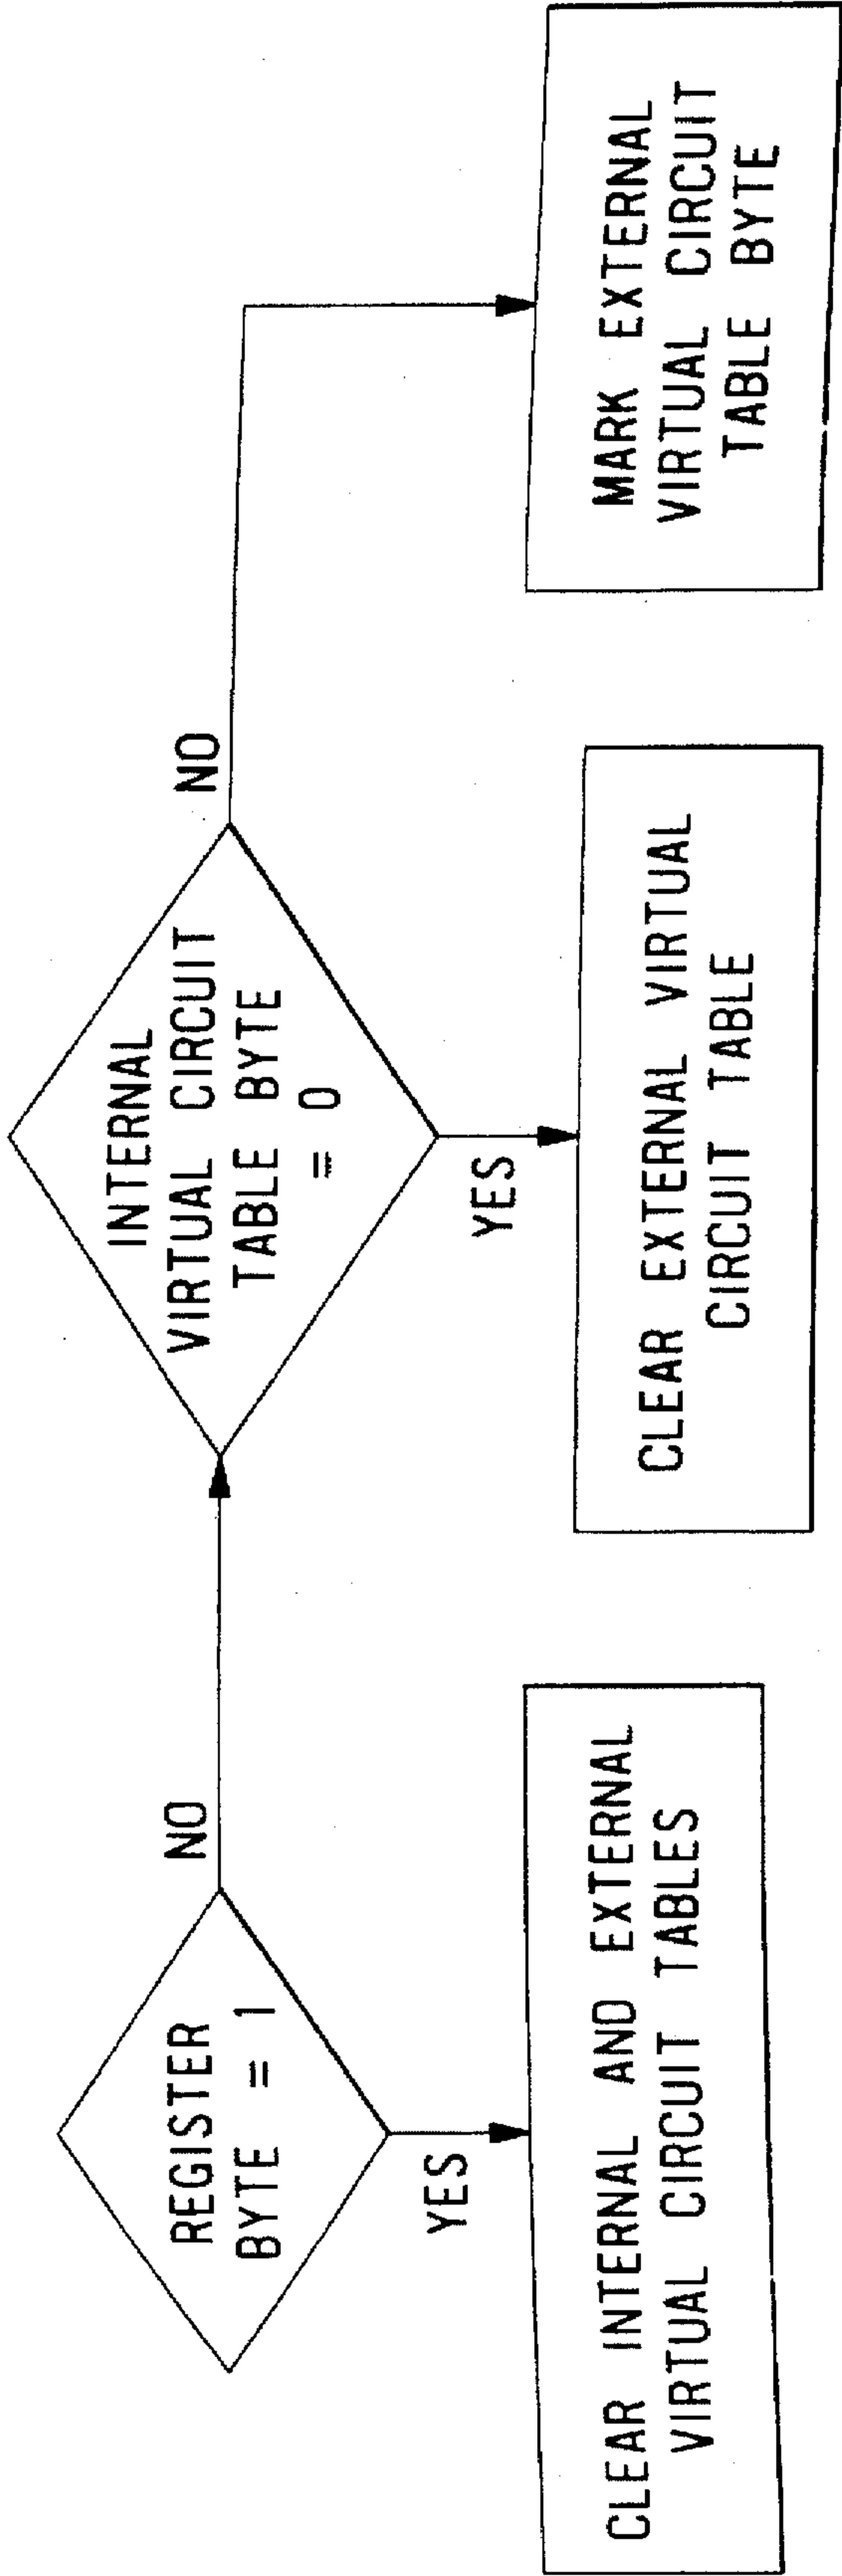 REGISTER
BYTE = 1
NO
YES
CLEAR INTERNAL AND EXTERNAL
VIRTUAL CIRCUIT TABLES
INTERNAL
VIRTUAL CIRCUIT
TABLE BYTE
= 0
NO
YES
CLEAR EXTERNAL VIRTUAL
CIRCUIT TABLE
MARK EXTERNAL
VIRTUAL CIRCUIT
TABLE BYTE